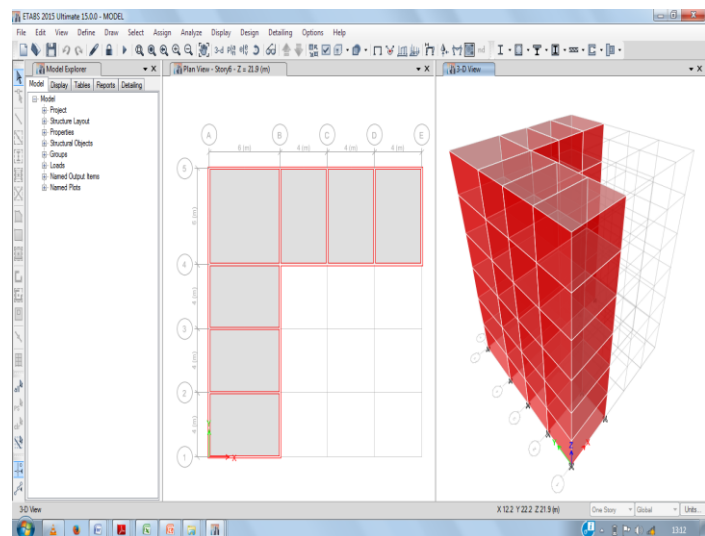 ETABS 2015 Ultimate 15.0.0 - MODEL
File Edit View Define Draw Select Assign Analyze Display Design Detailing Options Help
Model Explorer
Plan View - Story6 - Z = 21.9 (m)
3-D View
Model Display Tables Reports Detailing
Model
Project
Structure Layout
Properties
Structural Objects
Groups
Loads
Named Output Items
Named Plots
A B C D E
6 (m) 4 (m) 4 (m) 4 (m)
5
6 (m)
4
4 (m)
3
4 (m)
2
4 (m)
1
X
Y
Z
3-D View
X 12.2 Y 22.2 Z 21.9 (m)
One Story
Global
Units...
13:12